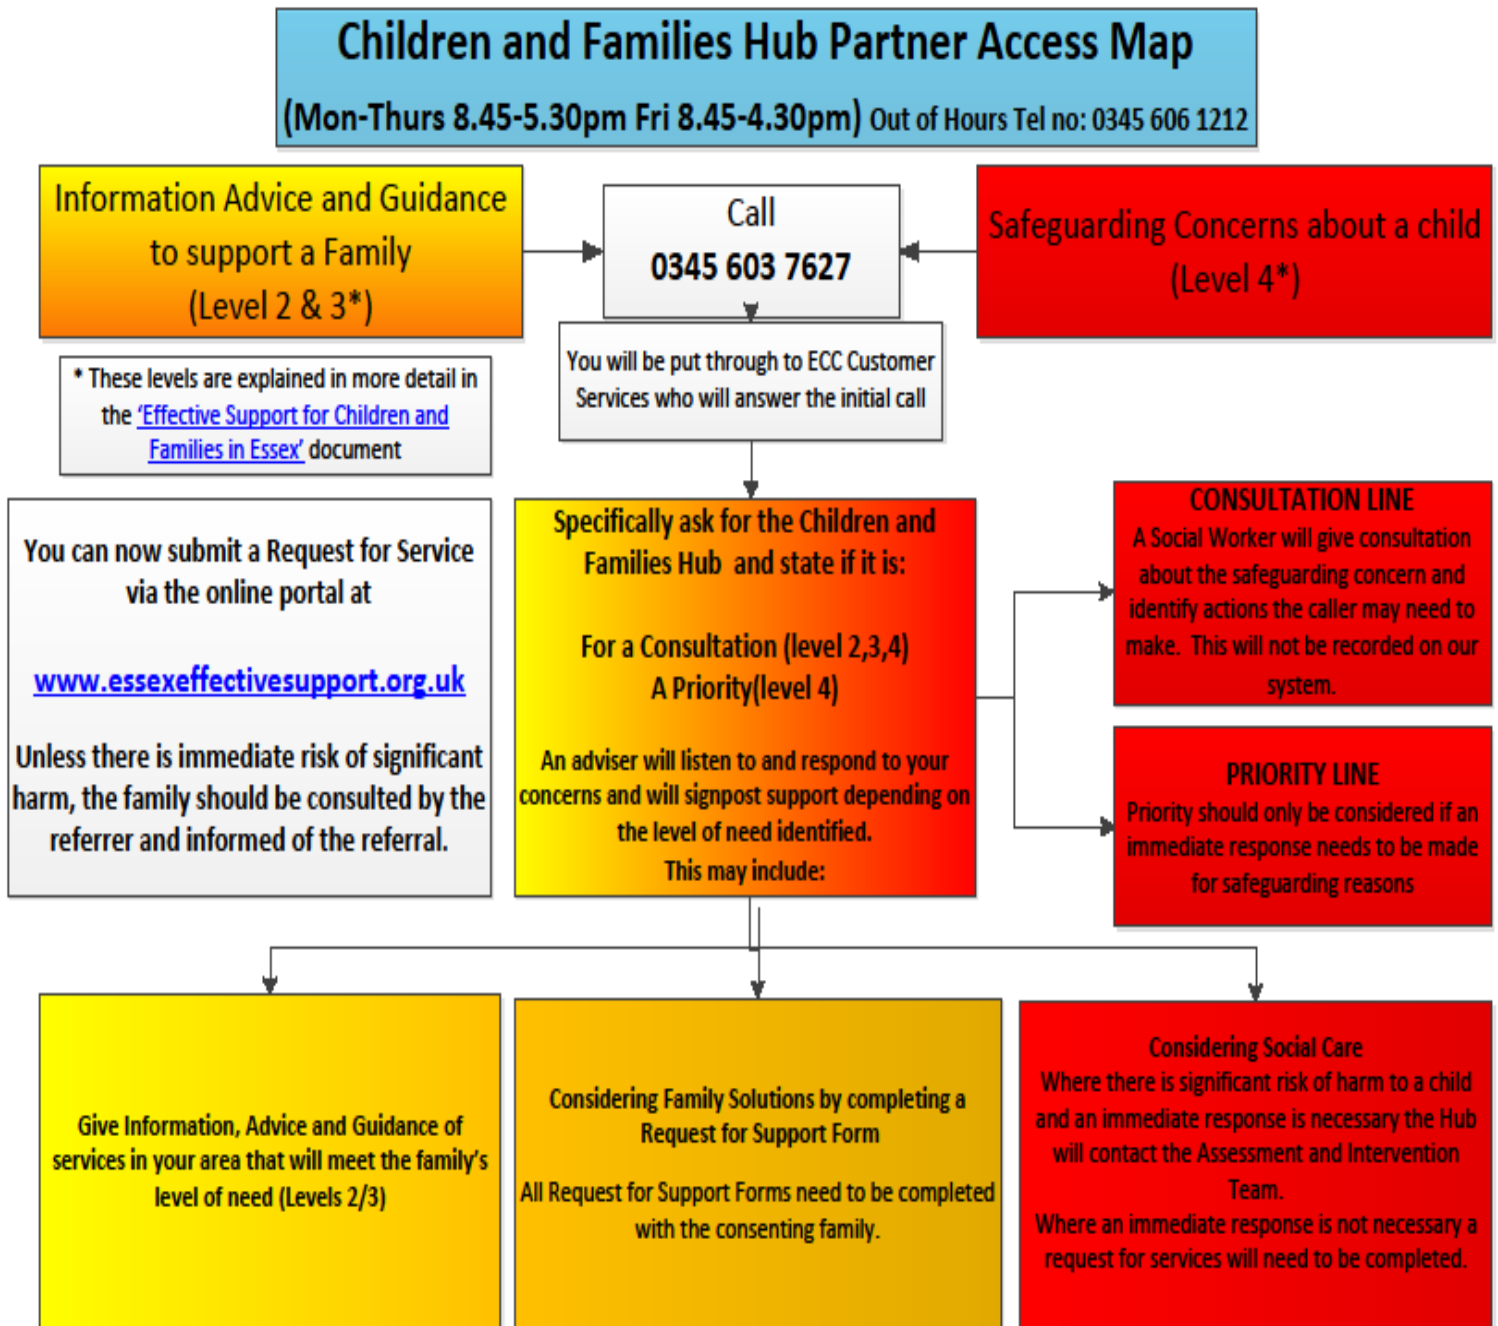 Children and Families Hub Partner Access Map
(Mon-Thurs 8.45-5.30pm Fri 8.45-4.30pm) Out of Hours Tel no: 0345 606 1212
Information Advice and Guidance
to support a Family
(Level 2 & 3*)
Call
0345 603 7627
Safeguarding Concerns about a child
(Level 4*)
You will be put through to ECC Customer
Services who will answer the initial call
* These levels are explained in more detail in
the 'Effective Support for Children and
Families in Essex' document
You can now submit a Request for Service
via the online portal at
www.essexeffectivesupport.org.uk
Unless there is immediate risk of significant
harm, the family should be consulted by the
referrer and informed of the referral.
Specifically ask for the Children and
Families Hub and state if it is:
For a Consultation (level 2,3,4)
A Priority(level 4)
An adviser will listen to and respond to your
concerns and will signpost support depending on
the level of need identified.
This may include:
CONSULTATION LINE
A Social Worker will give consultation
about the safeguarding concern and
identify actions the caller may need to
make. This will not be recorded on our
system.
PRIORITY LINE
Priority should only be considered if an
immediate response needs to be made
for safeguarding reasons
Give Information, Advice and Guidance of
services in your area that will meet the family's
level of need (Levels 2/3)
Considering Family Solutions by completing a
Request for Support Form
All Request for Support Forms need to be completed
with the consenting family.
Considering Social Care
Where there is significant risk of harm to a child
and an immediate response is necessary the Hub
will contact the Assessment and Intervention
Team.
Where an immediate response is not necessary a
request for services will need to be completed.